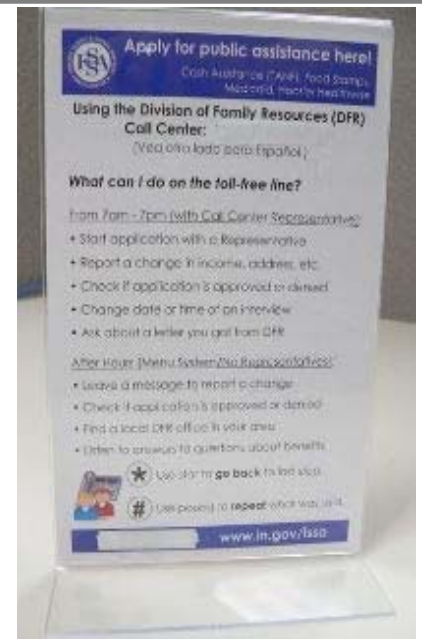 FSSA
Apply for public assistance here!
Cash Assistance (TANF), Food Stamps,
Medicaid, Hoosier Healthwise
Using the Division of Family Resources (DFR)
Call Center:
(Vea otro lado para Español)
What can I do on the toll-free line?
From 7am - 7pm (with Call Center Representative):
• Start application with a Representative
• Report a change in income, address, etc.
• Check if application is approved or denied
• Change date or time of an interview
• Ask about a letter you got from DFR
After Hours (Menu System/No Representatives):
• Leave a message to report a change
• Check if application is approved or denied
• Find a local DFR office in your area
• Listen to answers to questions about benefits
* Use star to go back to last step.
# Use pound to repeat what was said.
www.in.gov/fssa